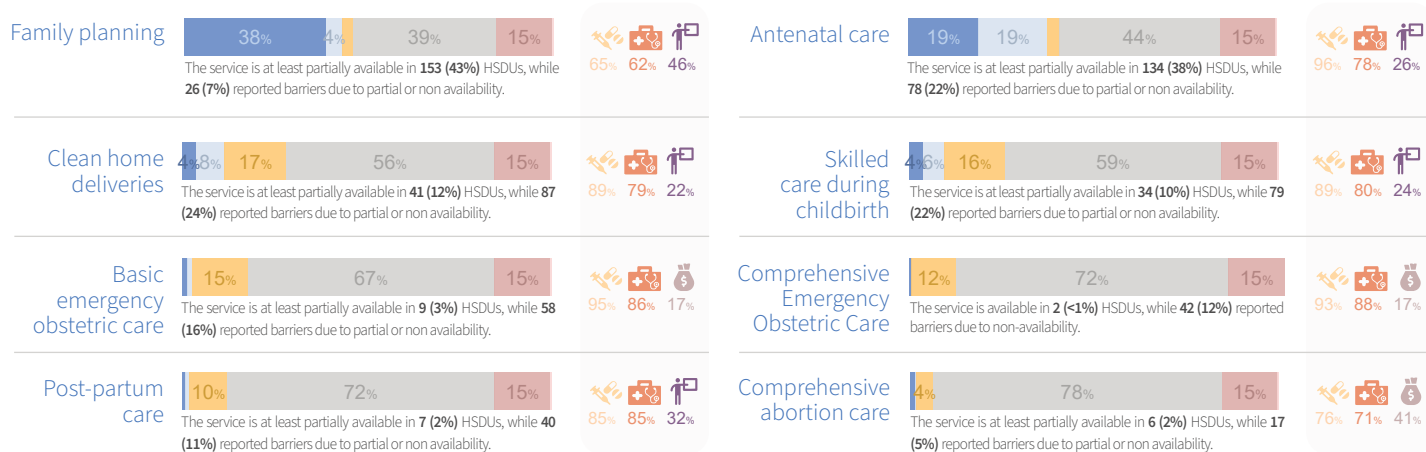 Family planning
38% 4% 39% 15%
The service is at least partially available in 153 (43%) HSDUs, while
26 (7%) reported barriers due to partial or non availability.
65% 62% 46%
Antenatal care
19% 19% 44% 15%
The service is at least partially available in 134 (38%) HSDUs, while
78 (22%) reported barriers due to partial or non availability.
96% 78% 26%
Clean home
deliveries
4% 8% 17% 56% 15%
The service is at least partially available in 41 (12%) HSDUs, while 87
(24%) reported barriers due to partial or non availability.
89% 79% 22%
Skilled
care during
childbirth
4% 6% 16% 59% 15%
The service is at least partially available in 34 (10%) HSDUs, while 79
(22%) reported barriers due to partial or non availability.
89% 80% 24%
Basic
emergency
obstetric care
15% 67% 15%
The service is at least partially available in 9 (3%) HSDUs, while 58
(16%) reported barriers due to partial or non availability.
$
95% 86% 17%
Comprehensive
Emergency
Obstetric Care
12% 72% 15%
The service is available in 2 (<1%) HSDUs, while 42 (12%) reported
barriers due to non-availability.
$
93% 88% 17%
Post-partum
care
10% 72% 15%
The service is at least partially available in 7 (2%) HSDUs, while 40
(11%) reported barriers due to partial or non availability.
85% 85% 32%
Comprehensive
abortion care
4% 78% 15%
The service is at least partially available in 6 (2%) HSDUs, while 17
(5%) reported barriers due to partial or non availability.
$
76% 71% 41%